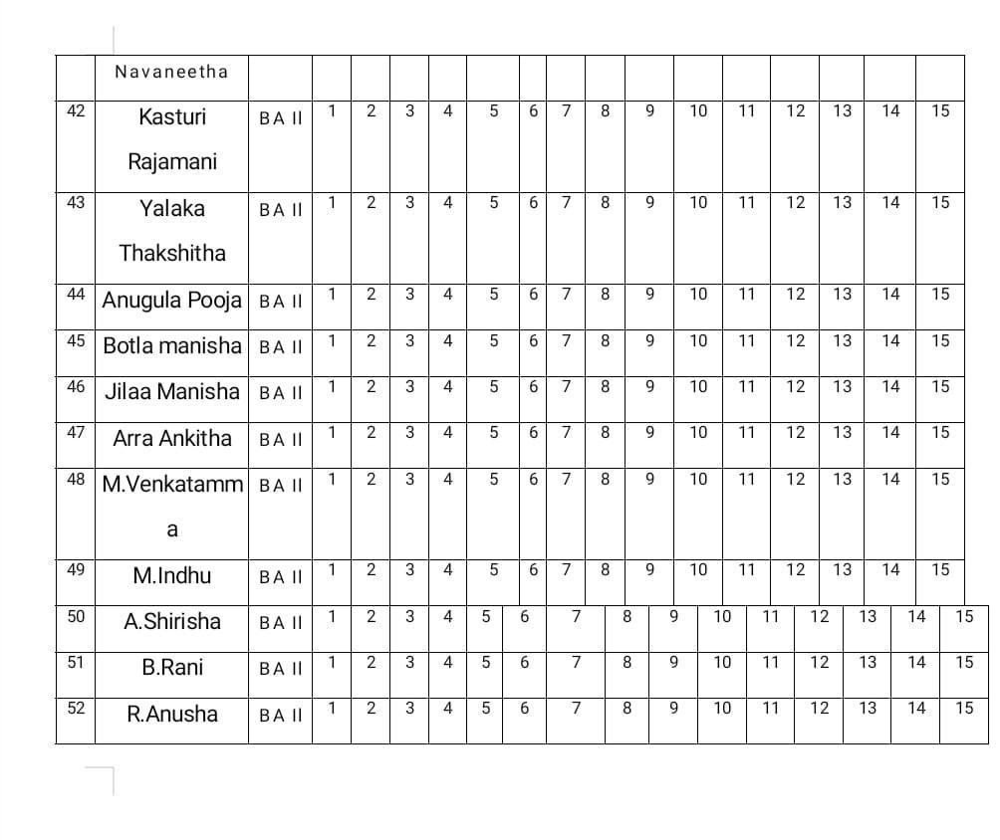 Navaneetha
42 Kasturi BA II 1 2 3 4 5 6 7 8 9 10 11 12 13 14 15
Rajamani
43 Yalaka BA II 1 2 3 4 5 6 7 8 9 10 11 12 13 14 15
Thakshitha
44 Anugula Pooja BA II 1 2 3 4 5 6 7 8 9 10 11 12 13 14 15
45 Botla manisha BA II 1 2 3 4 5 6 7 8 9 10 11 12 13 14 15
46 Jilaa Manisha BA II 1 2 3 4 5 6 7 8 9 10 11 12 13 14 15
47 Arra Ankitha BA II 1 2 3 4 5 6 7 8 9 10 11 12 13 14 15
48 M.Venkatamm BA II 1 2 3 4 5 6 7 8 9 10 11 12 13 14 15
a
49 M.Indhu BA II 1 2 3 4 5 6 7 8 9 10 11 12 13 14 15
50 A.Shirisha BA II 1 2 3 4 5 6 7 8 9 10 11 12 13 14 15
51 B.Rani BA II 1 2 3 4 5 6 7 8 9 10 11 12 13 14 15
52 R.Anusha BA II 1 2 3 4 5 6 7 8 9 10 11 12 13 14 15